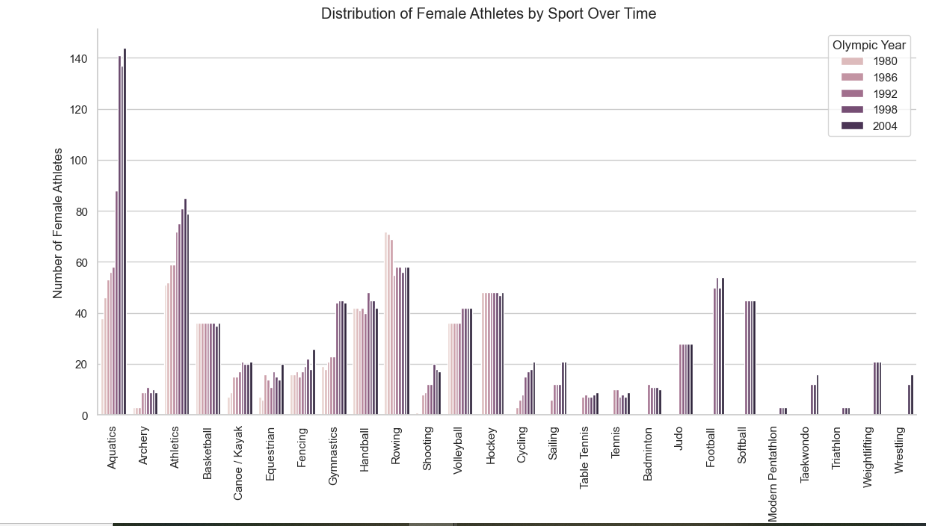 Distribution of Female Athletes by Sport Over Time
Olympic Year
1980
1986
1992
1998
2004
Number of Female Athletes
140
120
100
80
60
40
20
0
Aquatics
Archery
Athletics
Basketball
Canoe / Kayak
Equestrian
Fencing
Gymnastics
Handball
Rowing
Shooting
Volleyball
Hockey
Cycling
Sailing
Table Tennis
Tennis
Badminton
Judo
Football
Softball
Modern Pentathlon
Taekwondo
Triathlon
Weightlifting
Wrestling